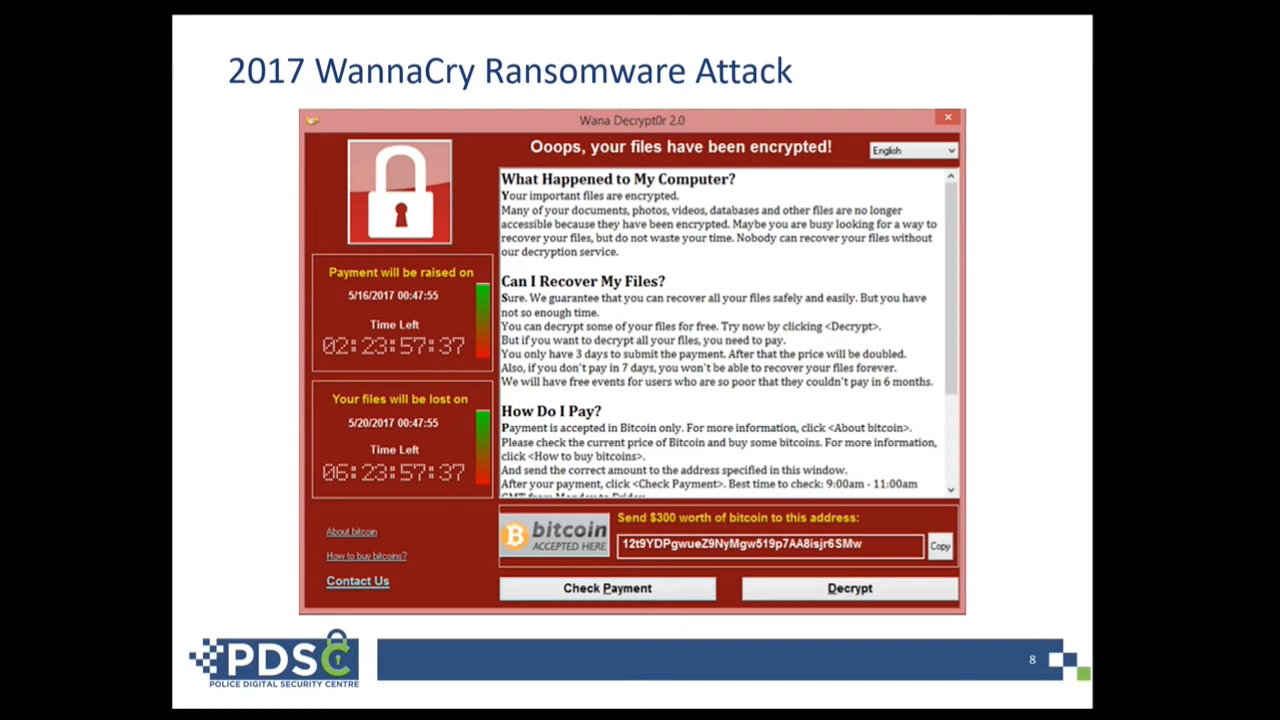 2017 WannaCry Ransomware Attack
Wana Decrypt0r 2.0
Ooops, your files have been encrypted!
English
What Happened to My Computer?
Your important files are encrypted.
Many of your documents, photos, videos, databases and other files are no longer
accessible because they have been encrypted. Maybe you are busy looking for a way to
recover your files, but do not waste your time. Nobody can recover your files without
our decryption service.
Can I Recover My Files?
Sure. We guarantee that you can recover all your files safely and easily. But you have
not so enough time.
You can decrypt some of your files for free. Try now by clicking <Decrypt>.
But if you want to decrypt all your files, you need to pay.
You only have 3 days to submit the payment. After that the price will be doubled.
Also, if you don't pay in 7 days, you won't be able to recover your files forever.
We will have free events for users who are so poor that they couldn't pay in 6 months.
How Do I Pay?
Payment is accepted in Bitcoin only. For more information, click <About bitcoin>.
Please check the current price of Bitcoin and buy some bitcoins. For more information,
click <How to buy bitcoins>.
And send the correct amount to the address specified in this window.
After your payment, click <Check Payment>. Best time to check: 9:00am - 11:00am
GMT from Monday to Friday.
Payment will be raised on
5/16/2017 00:47:55
Time Left
02:23:57:37
Your files will be lost on
5/20/2017 00:47:55
Time Left
06:23:57:37
About bitcoin
How to buy bitcoins?
Contact Us
bitcoin
ACCEPTED HERE
Send $300 worth of bitcoin to this address:
12t9YDPgwueZ9NyMgw519p7AA8isjr6SMw
Copy
Check Payment
Decrypt
PDSC
POLICE DIGITAL SECURITY CENTRE
8